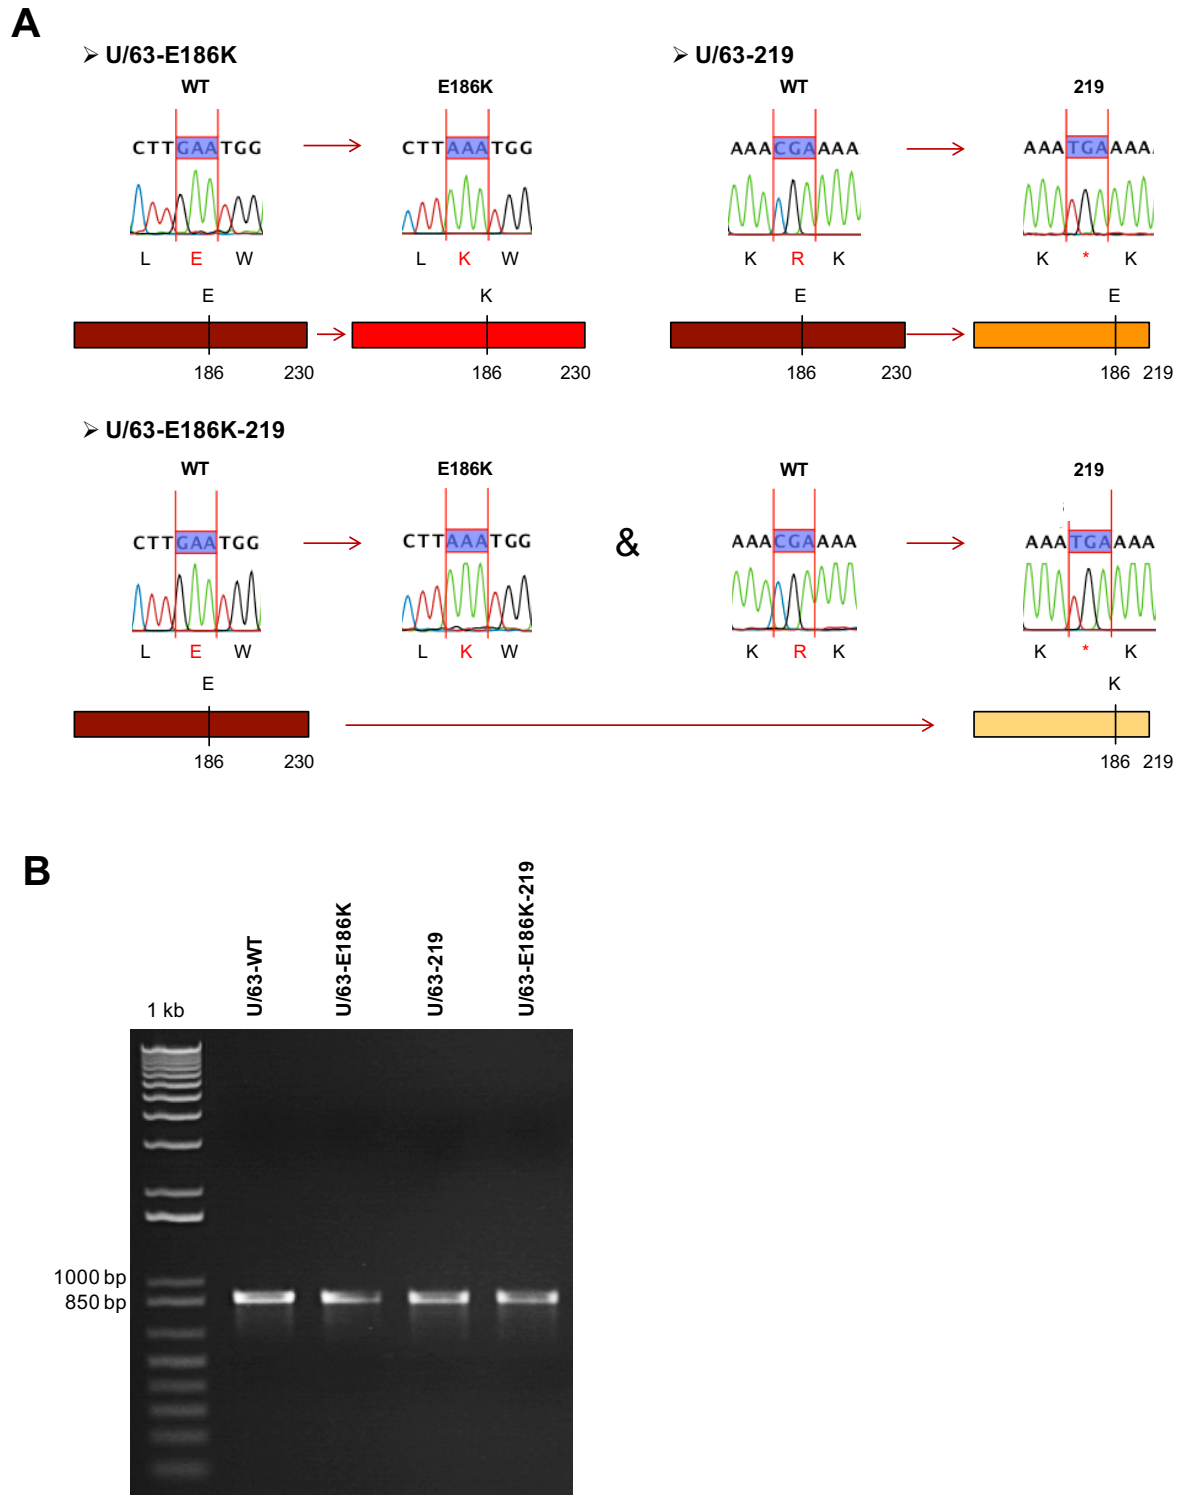 A
➢ U/63-E186K
➢ U/63-219
WT
E186K
WT
219
CTTGAATGG
CTTAAATGG
AAACGAAAA
AAATGAAAA
L E W
L K W
K R K
K * K
E
K
E
E
186 230
186 230
186 230
186 219
➢ U/63-E186K-219
WT
E186K
WT
219
CTTGAATGG
CTTAAATGG
&
AAACGAAAA
AAATGAAAA
L E W
L K W
K R K
K * K
E
K
186 230
186 219
B
1 kb
U/63-WT
U/63-E186K
U/63-219
U/63-E186K-219
1000 bp
850 bp